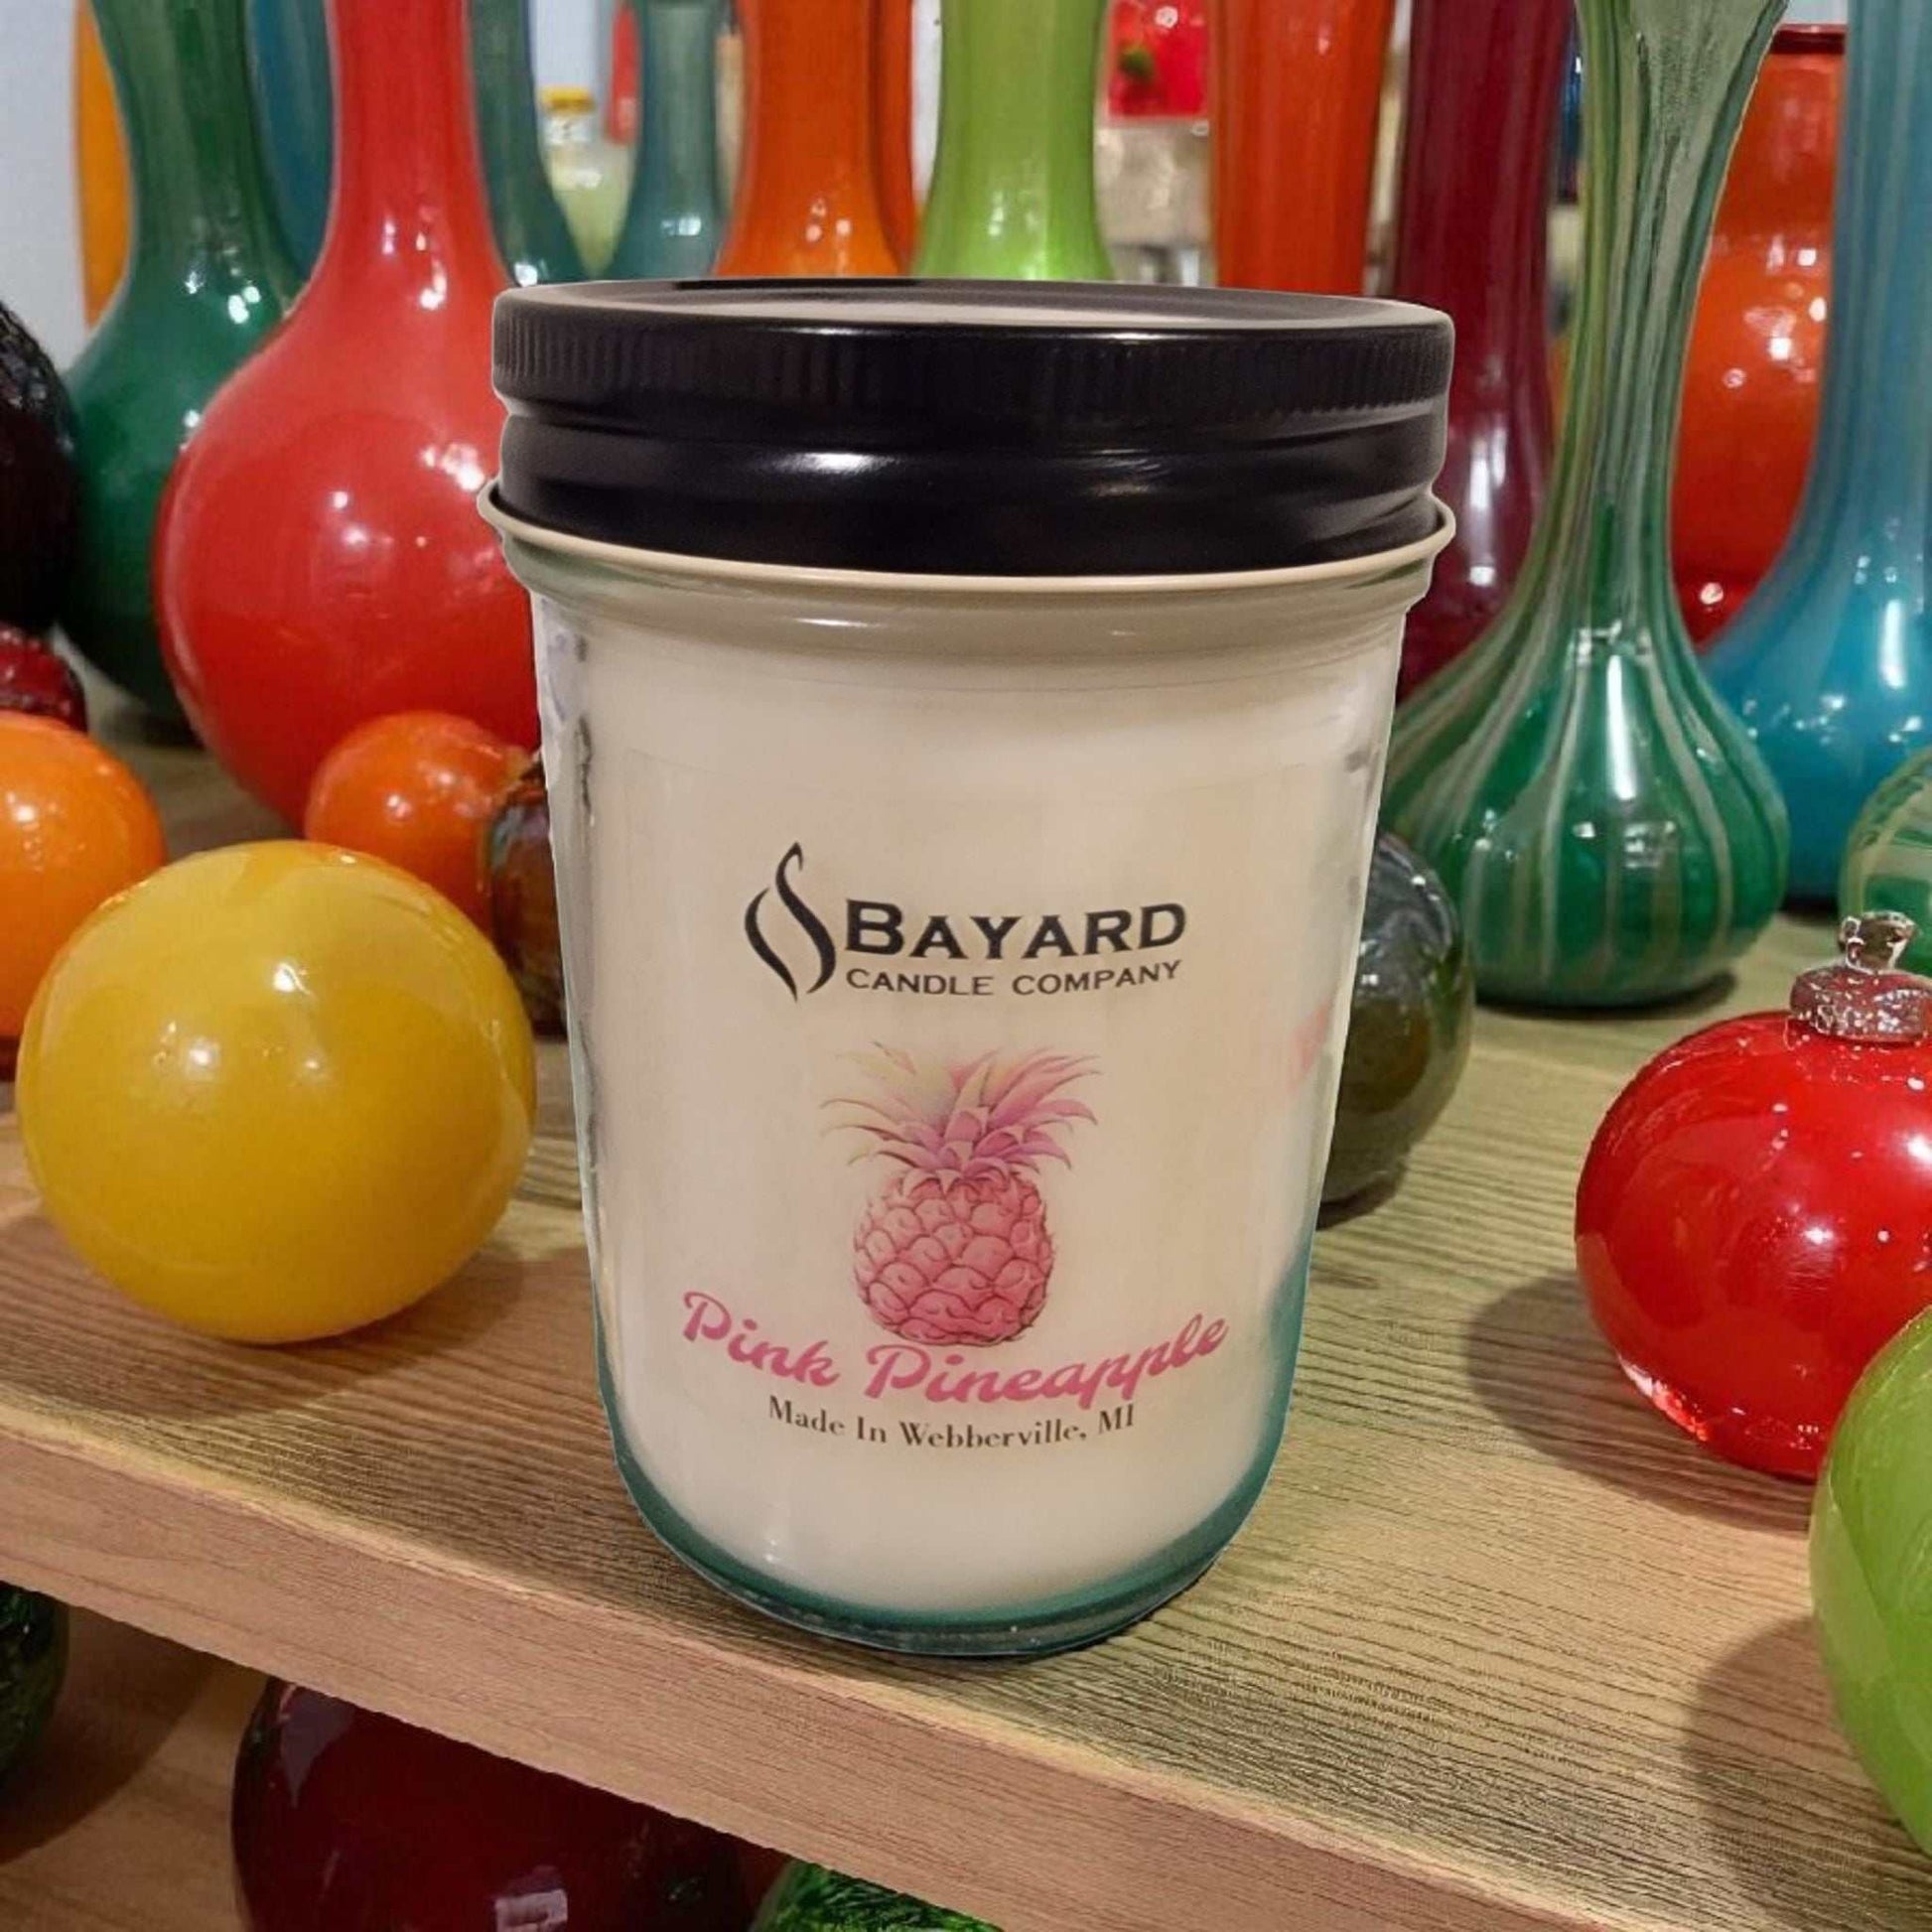 BAYARD
CANDLE COMPANY
Pink Pineapple
Made In Webberville, MI